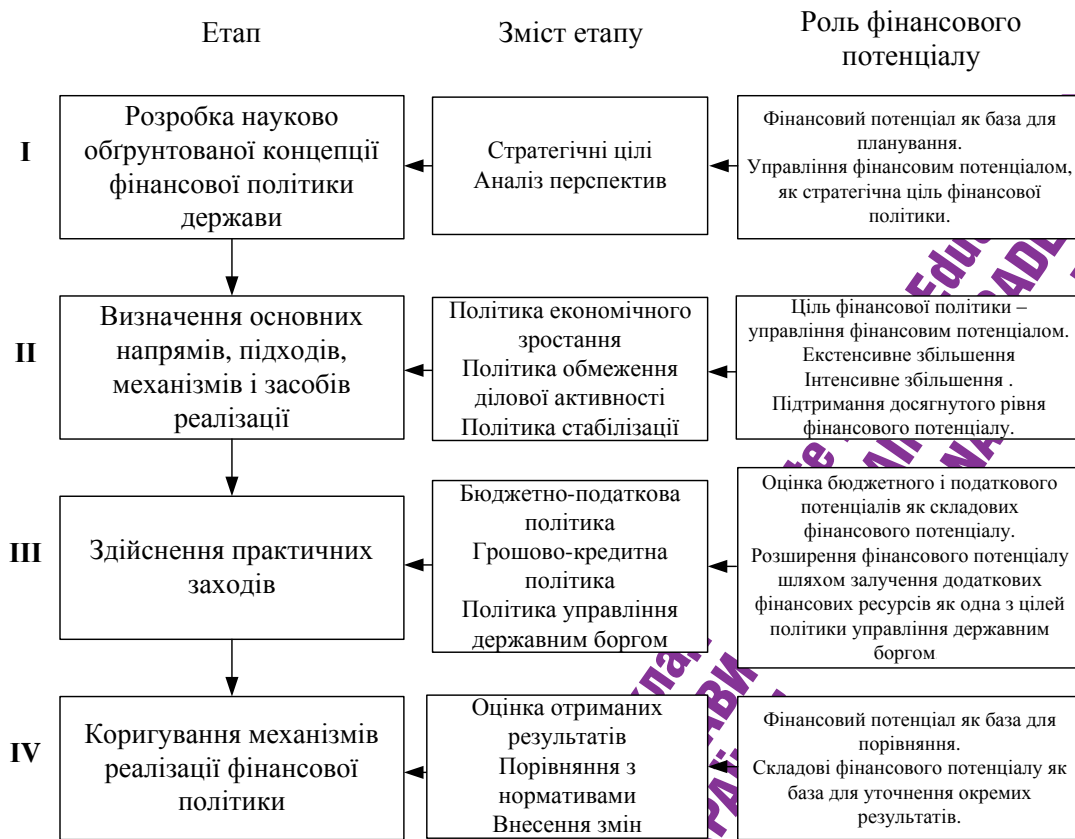 Етап
Зміст етапу
Роль фінансового
потенціалу
I
Розробка науково
обґрунтованої концепції
фінансової політики
держави
Стратегічні цілі
Аналіз перспектив
Фінансовий потенціал як база для
планування.
Управління фінансовим потенціалом,
як стратегічна ціль фінансової
політики.
II
Визначення основних
напрямів, підходів,
механізмів і засобів
реалізації
Політика економічного
зростання
Політика обмеження
ділової активності
Політика стабілізації
Ціль фінансової політики –
управління фінансовим потенціалом.
Екстенсивне збільшення
Інтенсивне збільшення .
Підтримання досягнутого рівня
фінансового потенціалу.
III
Здійснення практичних
заходів
Бюджетно-податкова
політика
Грошово-кредитна
політика
Політика управління
державним боргом
Оцінка бюджетного і податкового
потенціалів як складових
фінансового потенціалу.
Розширення фінансового потенціалу
шляхом залучення додаткових
фінансових ресурсів як одна з цілей
політики управління державним
боргом
IV
Коригування механізмів
реалізації фінансової
політики
Оцінка отриманих
результатів
Порівняння з
нормативами
Внесення змін
Фінансовий потенціал як база для
порівняння.
Складові фінансового потенціалу як
база для уточнення окремих
результатів.